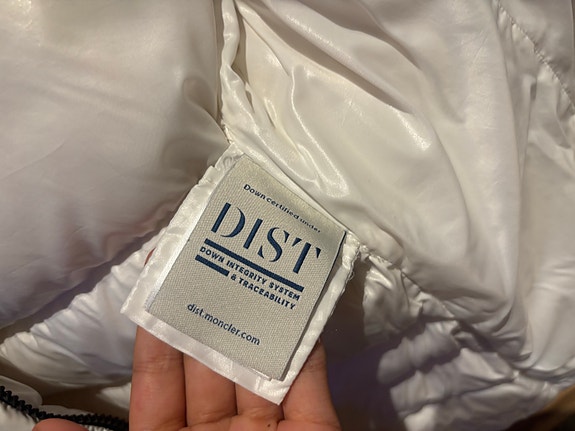 Down certified under
DIST
DOWN INTEGRITY SYSTEM
& TRACEABILITY
dist.moncler.com